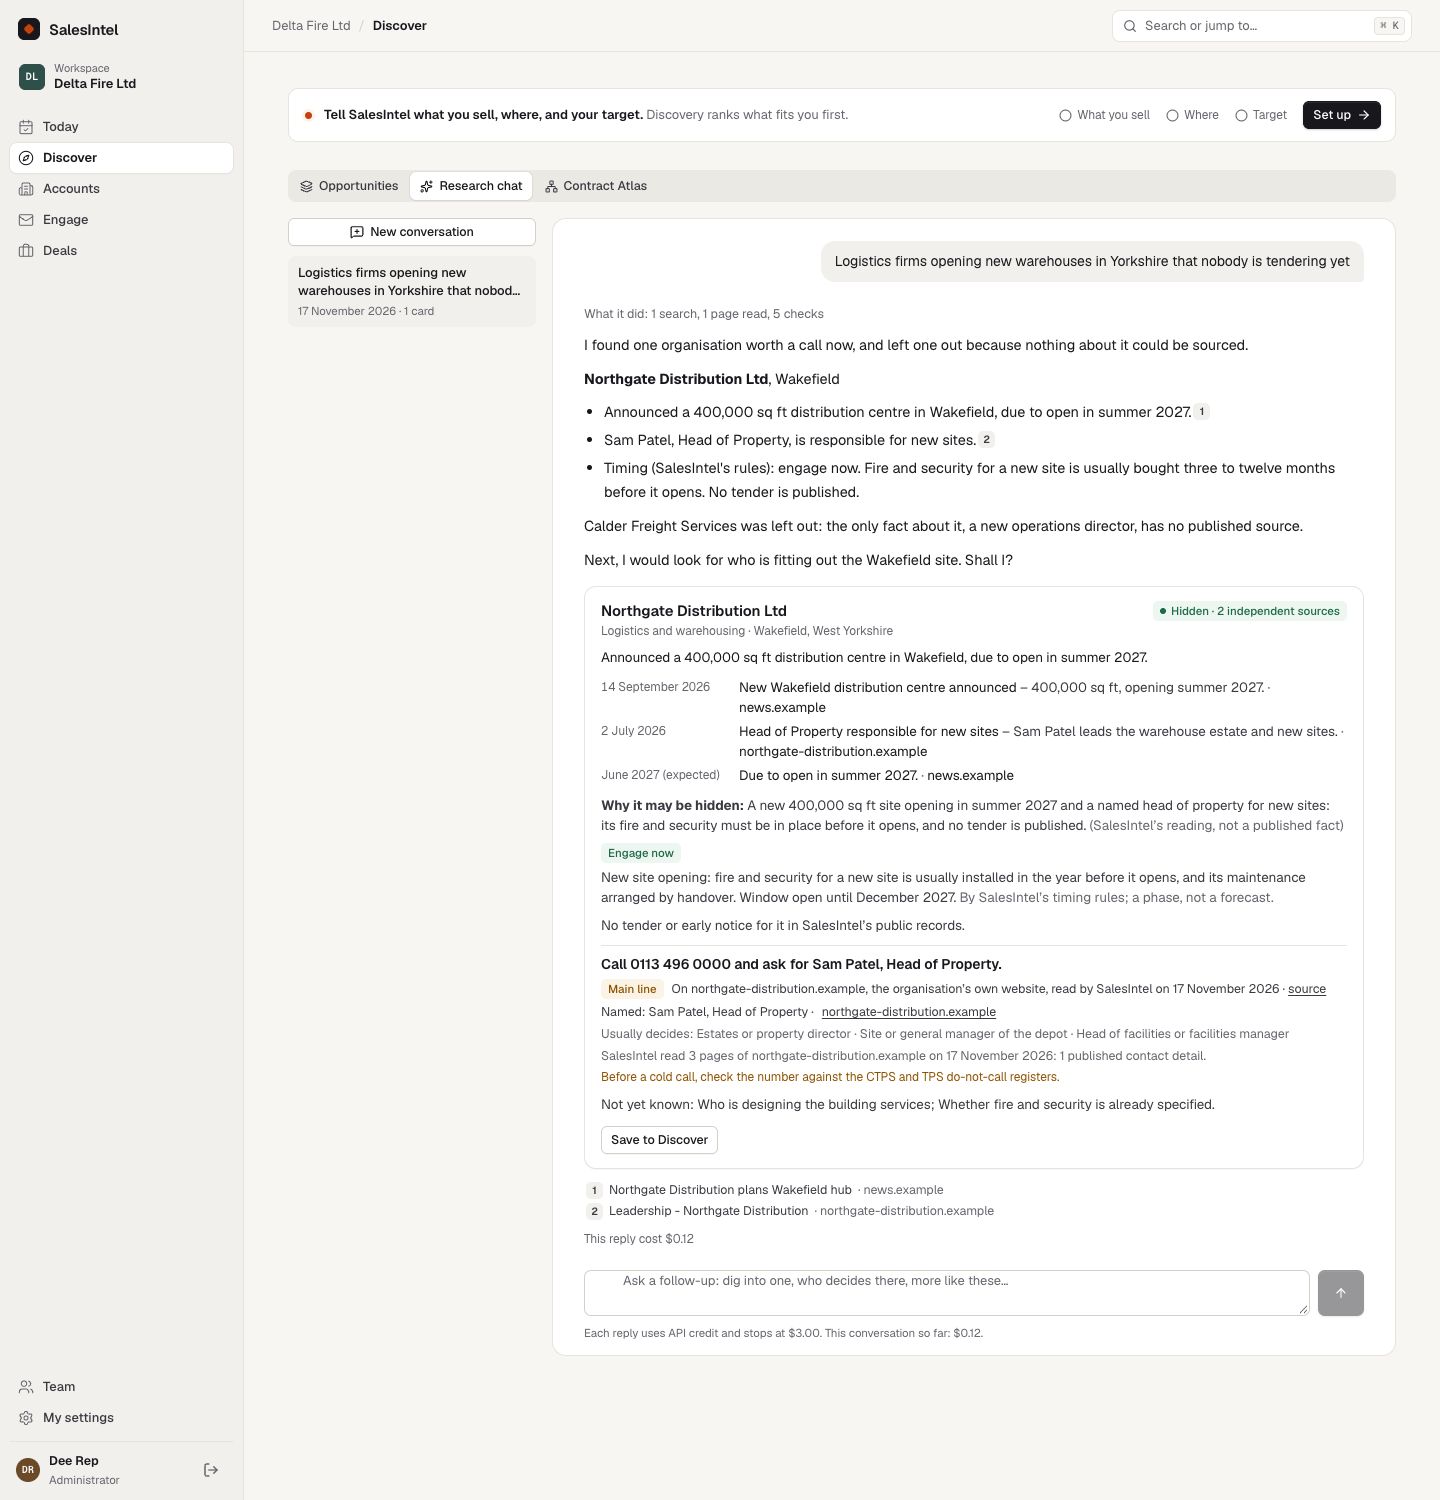 SalesIntel
DL
Workspace
Delta Fire Ltd
Today
Discover
Accounts
Engage
Deals
Team
My settings
DR
Dee Rep
Administrator
Delta Fire Ltd / Discover
Search or jump to…
⌘ K
Tell SalesIntel what you sell, where, and your target. Discovery ranks what fits you first.
What you sell
Where
Target
Set up →
Opportunities
Research chat
Contract Atlas
New conversation
Logistics firms opening new
warehouses in Yorkshire that nobod…
17 November 2026 · 1 card
Logistics firms opening new warehouses in Yorkshire that nobody is tendering yet
What it did: 1 search, 1 page read, 5 checks
I found one organisation worth a call now, and left one out because nothing about it could be sourced.
Northgate Distribution Ltd, Wakefield
• Announced a 400,000 sq ft distribution centre in Wakefield, due to open in summer 2027. 1
• Sam Patel, Head of Property, is responsible for new sites. 2
• Timing (SalesIntel's rules): engage now. Fire and security for a new site is usually bought three to twelve months
before it opens. No tender is published.
Calder Freight Services was left out: the only fact about it, a new operations director, has no published source.
Next, I would look for who is fitting out the Wakefield site. Shall I?
Northgate Distribution Ltd
Hidden · 2 independent sources
Logistics and warehousing · Wakefield, West Yorkshire
Announced a 400,000 sq ft distribution centre in Wakefield, due to open in summer 2027.
14 September 2026
New Wakefield distribution centre announced – 400,000 sq ft, opening summer 2027. ·
news.example
2 July 2026
Head of Property responsible for new sites – Sam Patel leads the warehouse estate and new sites. ·
northgate-distribution.example
June 2027 (expected)
Due to open in summer 2027. · news.example
Why it may be hidden: A new 400,000 sq ft site opening in summer 2027 and a named head of property for new sites:
its fire and security must be in place before it opens, and no tender is published. (SalesIntel’s reading, not a published fact)
Engage now
New site opening: fire and security for a new site is usually installed in the year before it opens, and its maintenance
arranged by handover. Window open until December 2027. By SalesIntel’s timing rules; a phase, not a forecast.
No tender or early notice for it in SalesIntel’s public records.
Call 0113 496 0000 and ask for Sam Patel, Head of Property.
Main line
On northgate-distribution.example, the organisation’s own website, read by SalesIntel on 17 November 2026 · source
Named: Sam Patel, Head of Property · northgate-distribution.example
Usually decides: Estates or property director · Site or general manager of the depot · Head of facilities or facilities manager
SalesIntel read 3 pages of northgate-distribution.example on 17 November 2026: 1 published contact detail.
Before a cold call, check the number against the CTPS and TPS do-not-call registers.
Not yet known: Who is designing the building services; Whether fire and security is already specified.
Save to Discover
1 Northgate Distribution plans Wakefield hub · news.example
2 Leadership - Northgate Distribution · northgate-distribution.example
This reply cost $0.12
Ask a follow-up: dig into one, who decides there, more like these…
Each reply uses API credit and stops at $3.00. This conversation so far: $0.12.